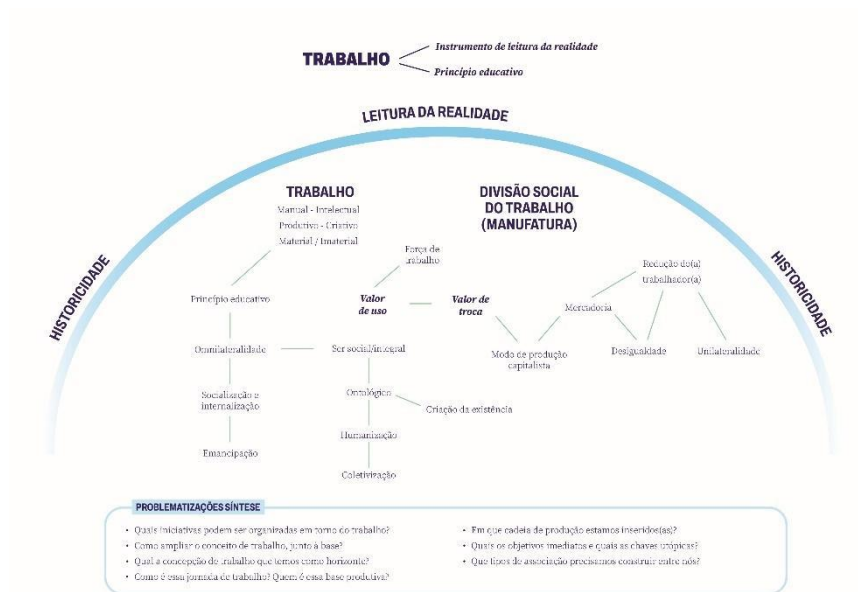 TRABALHO
Instrumento de leitura da realidade
Princípio educativo
LEITURA DA REALIDADE
HISTORICIDADE
HISTORICIDADE
TRABALHO
Manual - Intelectual
Produtivo - Criativo
Material / Imaterial
DIVISÃO SOCIAL
DO TRABALHO
(MANUFATURA)
Força de
trabalho
Redução do(a)
trabalhador(a)
Princípio educativo
Valor
de uso
Valor de
troca
Mercadoria
Omnilateralidade
Ser social/integral
Modo de produção
capitalista
Desigualdade
Unilateralidade
Socialização e
internalização
Ontológico
Criação da existência
Emancipação
Humanização
Coletivização
PROBLEMATIZAÇÕES SÍNTESE
• Quais iniciativas podem ser organizadas em torno do trabalho?
• Como ampliar o conceito de trabalho, junto à base?
• Qual a concepção de trabalho que temos como horizonte?
• Como é essa jornada de trabalho? Quem é essa base produtiva?
• Em que cadeia de produção estamos inseridos(as)?
• Quais os objetivos imediatos e quais as chaves utópicas?
• Que tipos de associação precisamos construir entre nós?